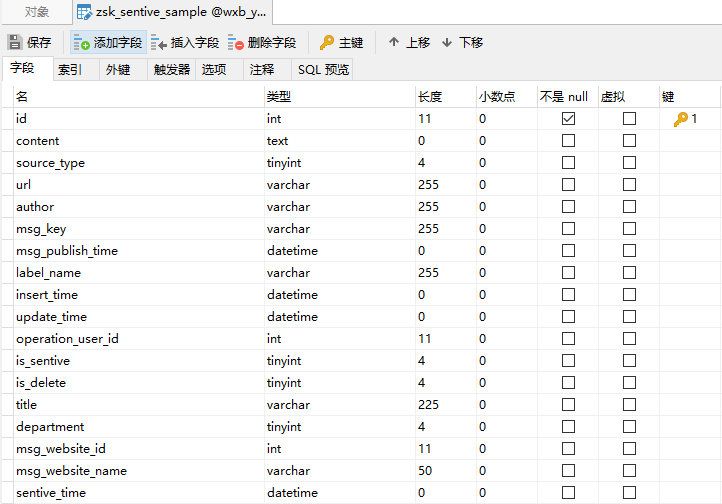 对象 zsk_sentive_sample @wxb_y...
保存 添加字段 插入字段 删除字段 主键 上移 下移
字段 索引 外键 触发器 选项 注释 SQL 预览
名 类型 长度 小数点 不是 null 虚拟 键
id int 11 0 1
content text 0 0
source_type tinyint 4 0
url varchar 255 0
author varchar 255 0
msg_key varchar 255 0
msg_publish_time datetime 0 0
label_name varchar 255 0
insert_time datetime 0 0
update_time datetime 0 0
operation_user_id int 11 0
is_sentive tinyint 4 0
is_delete tinyint 4 0
title varchar 225 0
department tinyint 4 0
msg_website_id int 11 0
msg_website_name varchar 50 0
sentive_time datetime 0 0